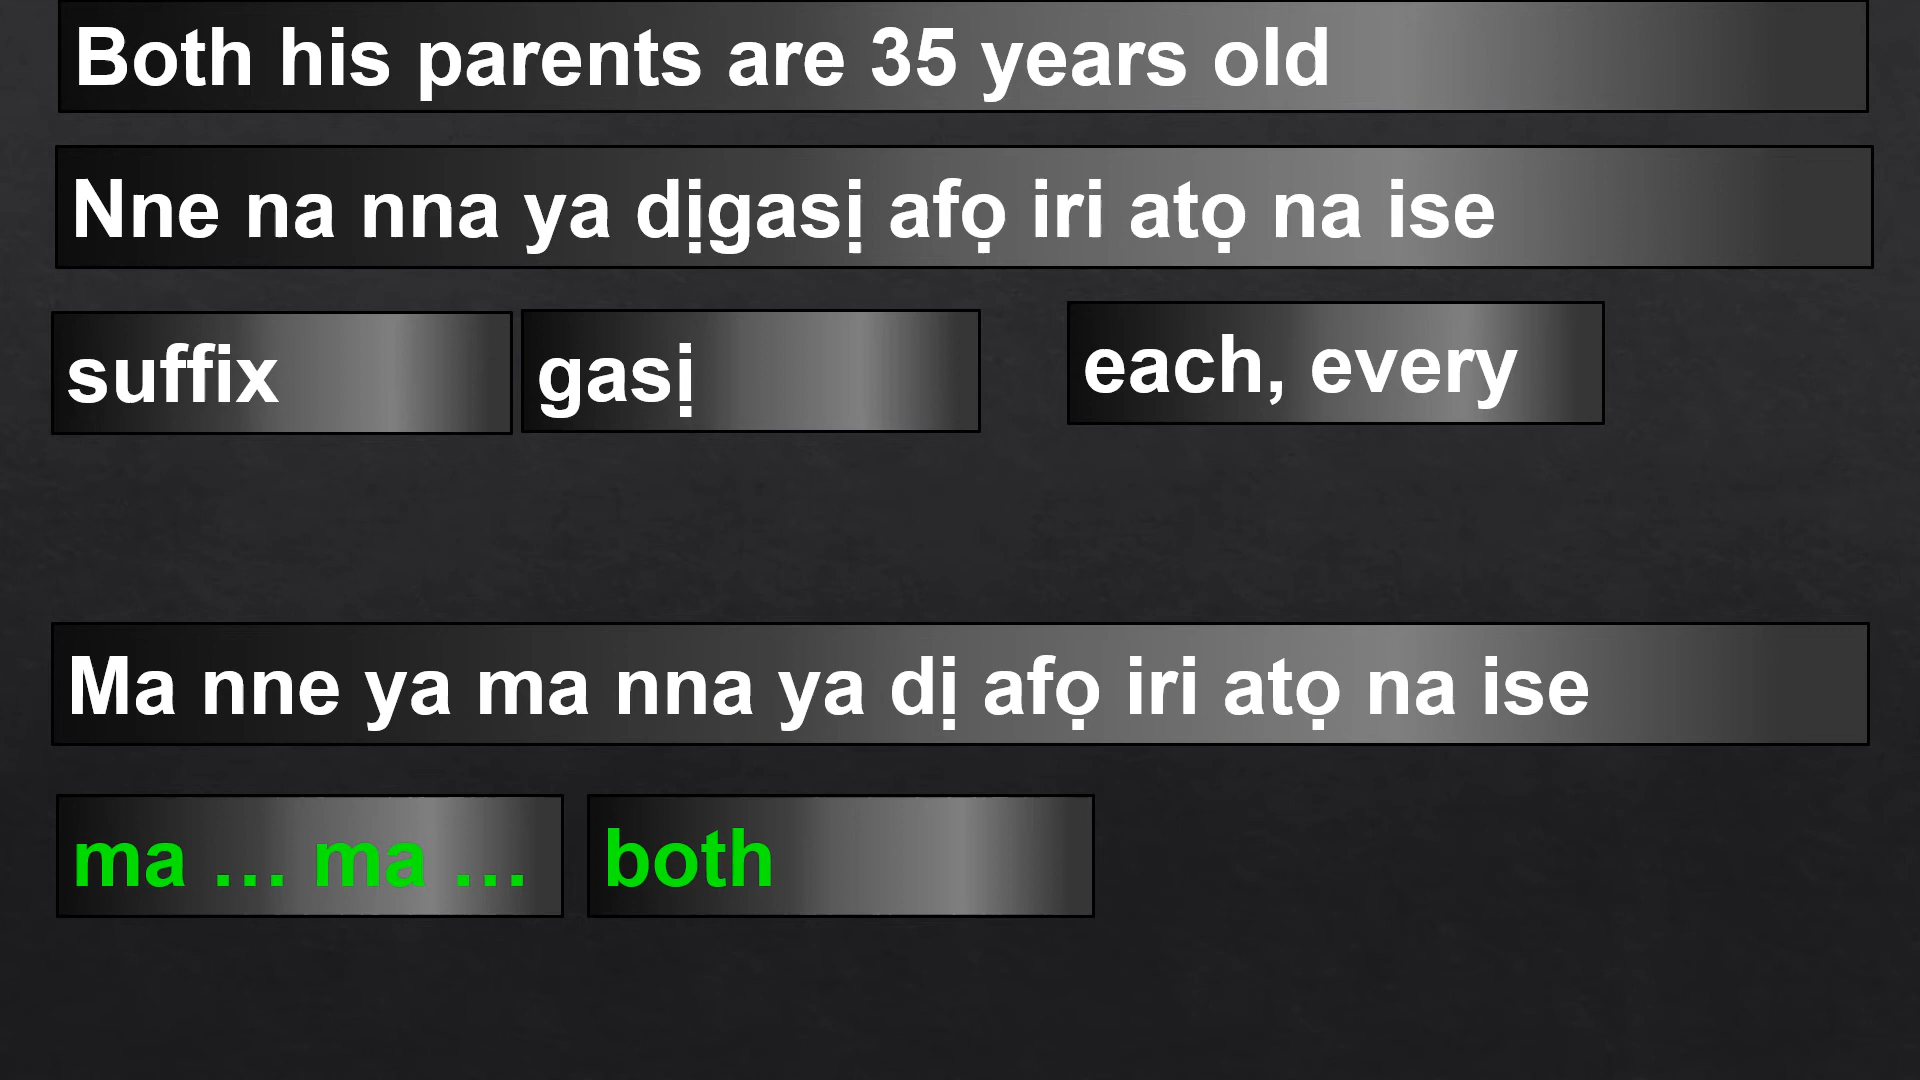 Both his parents are 35 years old
Nne na nna ya dịgasị afọ iri atọ na ise
suffix
gasị
each, every
Ma nne ya ma nna ya dị afọ iri atọ na ise
ma … ma …
both